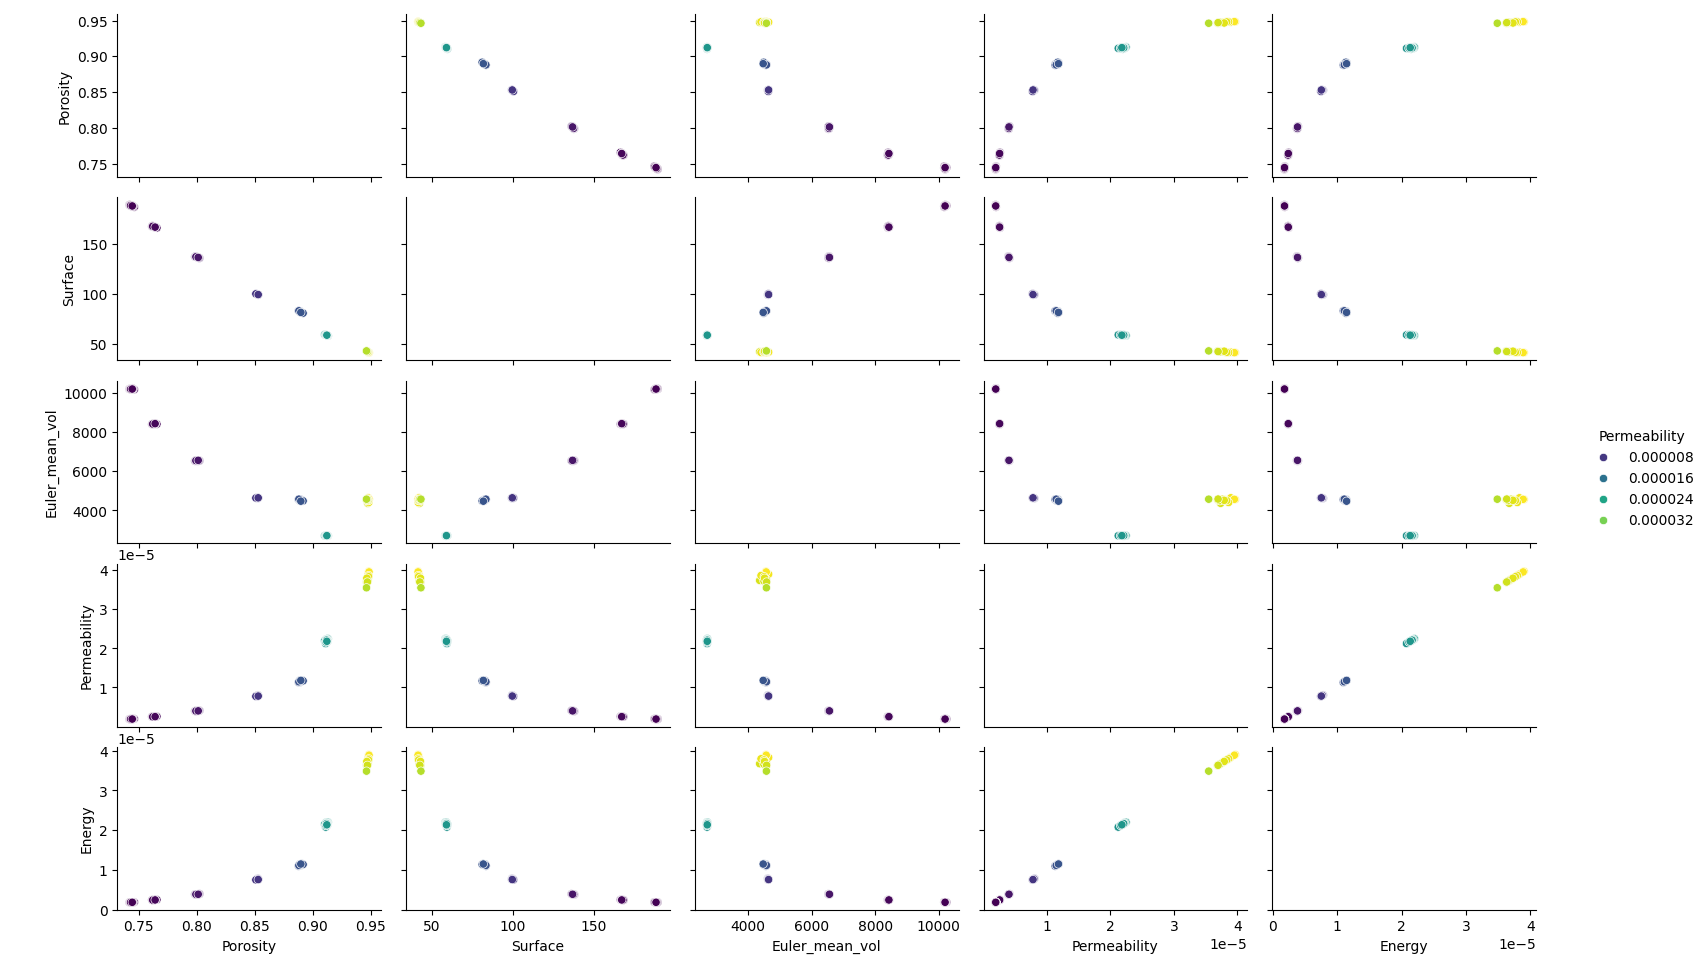 0.95
0.90
0.85
0.80
0.75
Porosity
150
100
50
Surface
10000
8000
6000
4000
Euler_mean_vol
1e−5
4
3
2
1
Permeability
1e−5
4
3
2
1
0
Energy
0.75 0.80 0.85 0.90 0.95
Porosity
50 100 150
Surface
4000 6000 8000 10000
Euler_mean_vol
1 2 3 4
1e−5
Permeability
0 1 2 3 4
1e−5
Energy
Permeability
0.000008
0.000016
0.000024
0.000032